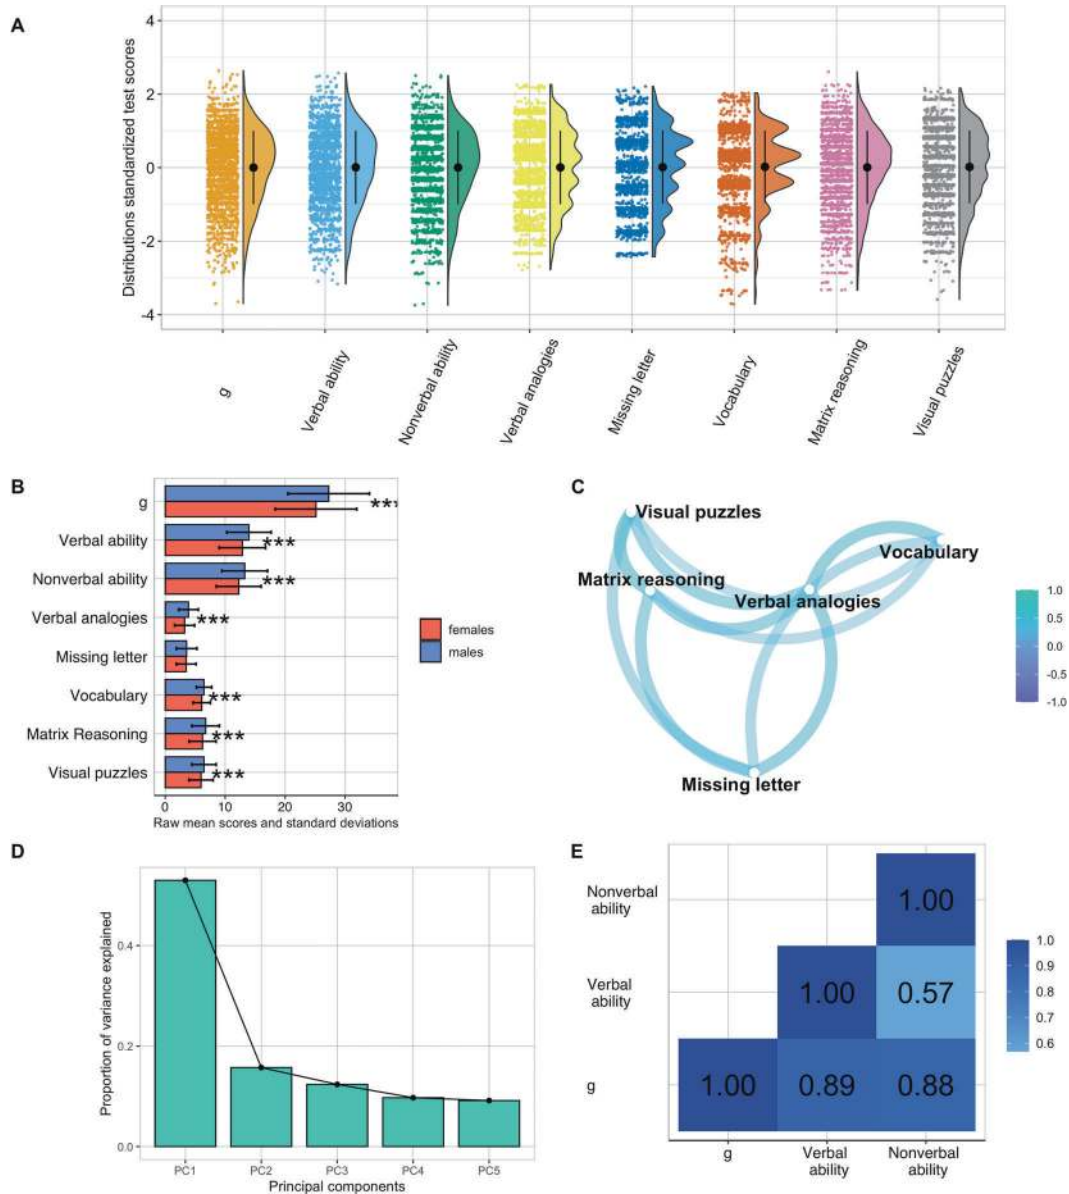 A
Distributions standardized test scores
4
2
0
-2
-4
g
Verbal ability
Nonverbal ability
Verbal analogies
Missing letter
Vocabulary
Matrix reasoning
Visual puzzles
B
g
Verbal ability
Nonverbal ability
Verbal analogies
Missing letter
Vocabulary
Matrix Reasoning
Visual puzzles
***
***
***
***
***
***
***
0
10
20
30
Raw mean scores and standard deviations
females
males
C
Visual puzzles
Vocabulary
Matrix reasoning
Verbal analogies
Missing letter
1.0
0.5
0.0
-0.5
-1.0
D
Proportion of variance explained
0.4
0.2
0.0
PC1
PC2
PC3
PC4
PC5
Principal components
E
Nonverbal
ability
1.00
Verbal
ability
1.00
0.57
g
1.00
0.89
0.88
g
Verbal
ability
Nonverbal
ability
1.0
0.9
0.8
0.7
0.6